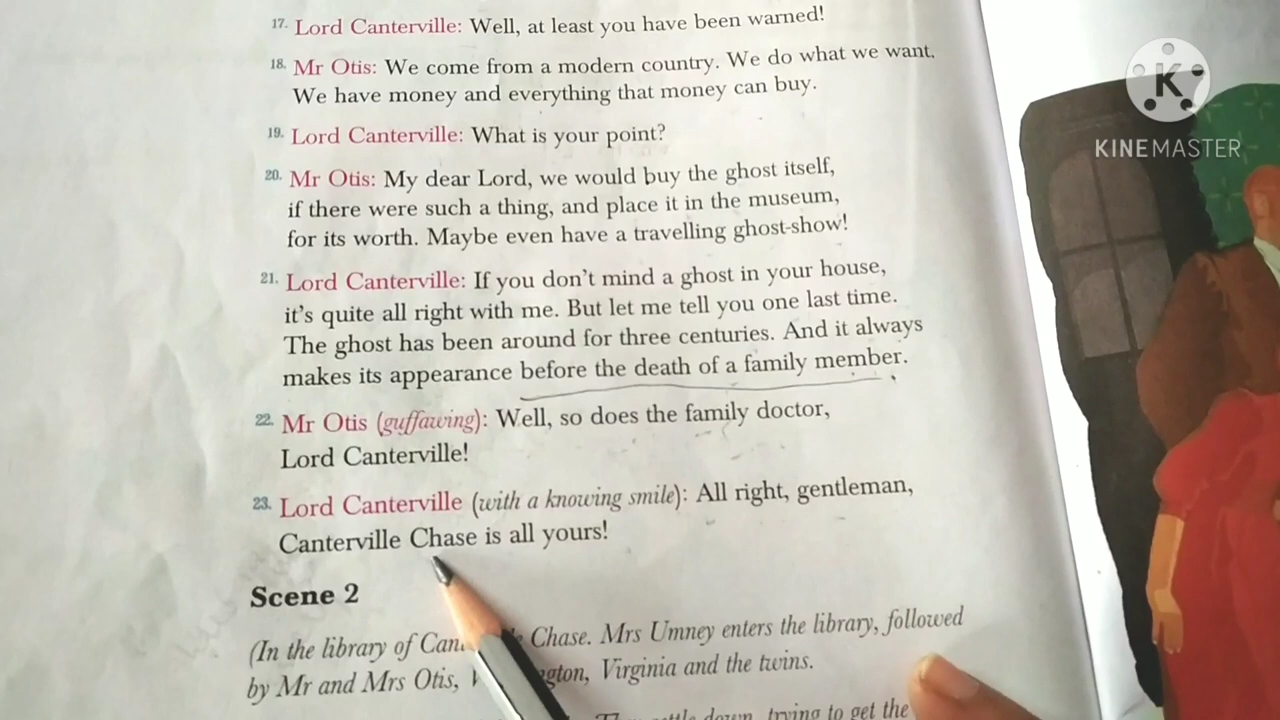 17. Lord Canterville: Well, at least you have been warned!
18. Mr Otis: We come from a modern country. We do what we want.
We have money and everything that money can buy.
19. Lord Canterville: What is your point?
20. Mr Otis: My dear Lord, we would buy the ghost itself,
if there were such a thing, and place it in the museum,
for its worth. Maybe even have a travelling ghost-show!
21. Lord Canterville: If you don't mind a ghost in your house,
it's quite all right with me. But let me tell you one last time.
The ghost has been around for three centuries. And it always
makes its appearance before the death of a family member.
22. Mr Otis (guffawing): Well, so does the family doctor,
Lord Canterville!
23. Lord Canterville (with a knowing smile): All right, gentleman,
Canterville Chase is all yours!
Scene 2
(In the library of Chase. Mrs Umney enters the library, followed
by Mr and Mrs Otis, Virginia and the twins.
They settle down, trying to get the
K
KINEMASTER